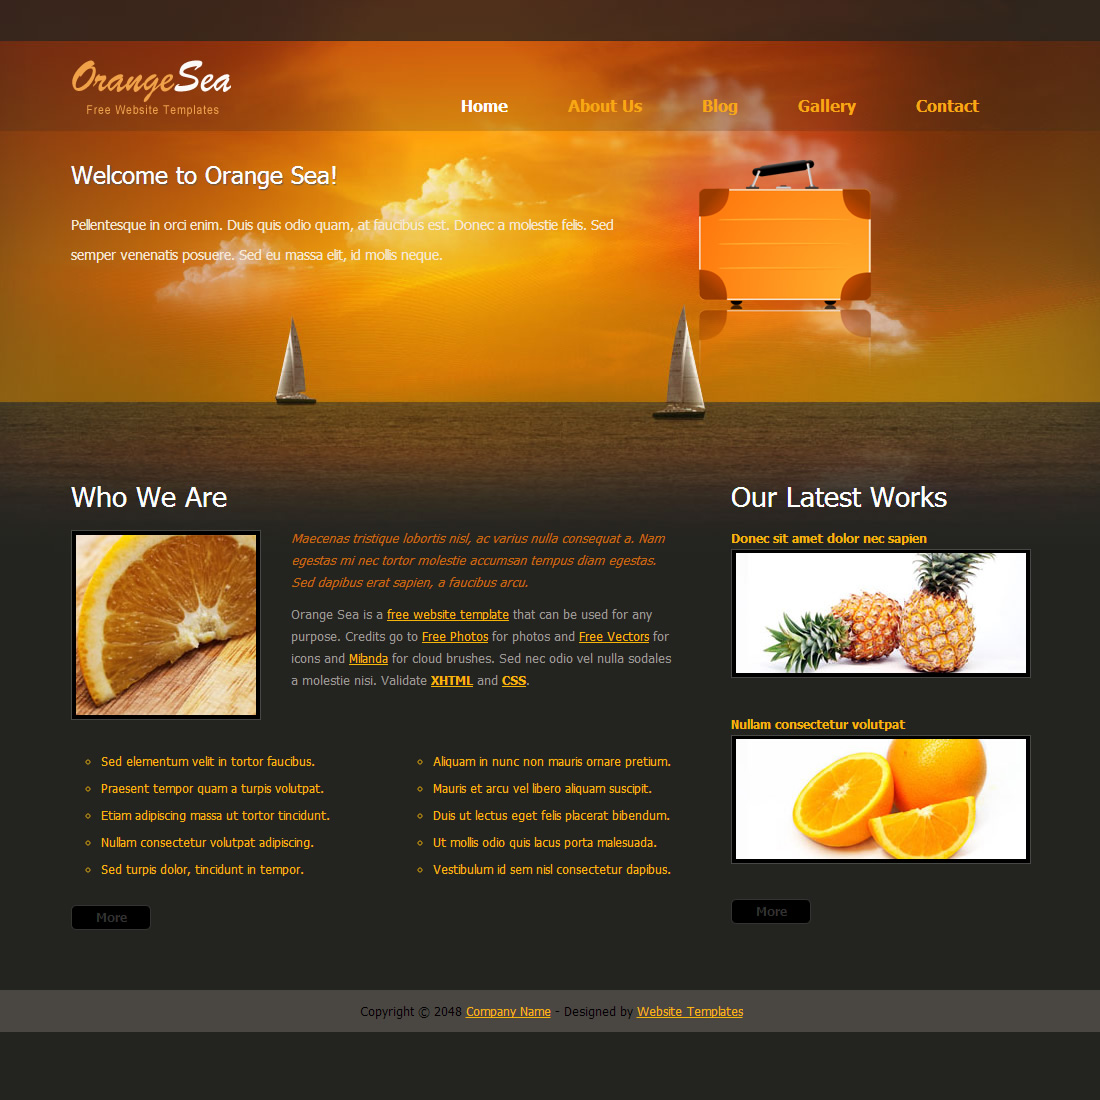 OrangeSea
Free Website Templates
Home
About Us
Blog
Gallery
Contact
Welcome to Orange Sea!
Pellentesque in orci enim. Duis quis odio quam, at faucibus est. Donec a molestie felis. Sed
semper venenatis posuere. Sed eu massa elit, id mollis neque.
Who We Are
Maecenas tristique lobortis nisl, ac varius nulla consequat a. Nam
egestas mi nec tortor molestie accumsan tempus diam egestas.
Sed dapibus erat sapien, a faucibus arcu.
Orange Sea is a free website template that can be used for any
purpose. Credits go to Free Photos for photos and Free Vectors for
icons and Milanda for cloud brushes. Sed nec odio vel nulla sodales
a molestie nisi. Validate XHTML and CSS.
Sed elementum velit in tortor faucibus.
Praesent tempor quam a turpis volutpat.
Etiam adipiscing massa ut tortor tincidunt.
Nullam consectetur volutpat adipiscing.
Sed turpis dolor, tincidunt in tempor.
Aliquam in nunc non mauris ornare pretium.
Mauris et arcu vel libero aliquam suscipit.
Duis ut lectus eget felis placerat bibendum.
Ut mollis odio quis lacus porta malesuada.
Vestibulum id sem nisl consectetur dapibus.
More
Our Latest Works
Donec sit amet dolor nec sapien
Nullam consectetur volutpat
More
Copyright © 2048 Company Name - Designed by Website Templates